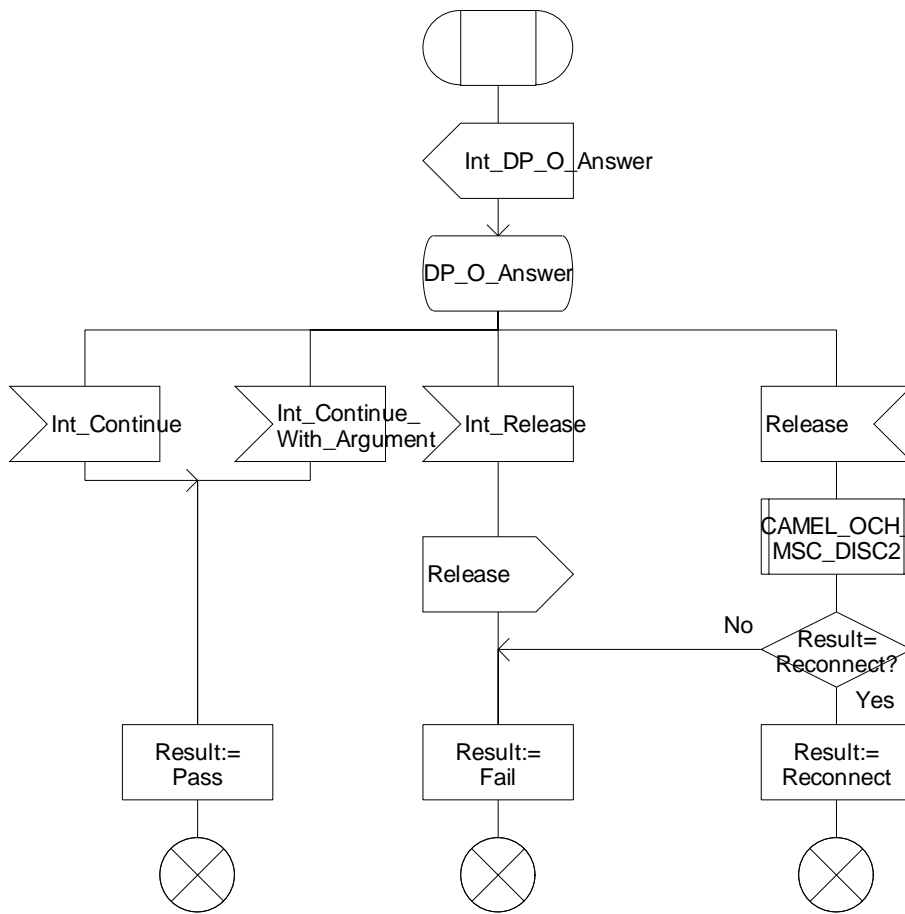 Int_DP_O_Answer
DP_O_Answer
Int_Continue
Int_Continue_
With_Argument
Int_Release
Release
CAMEL_OCH_
MSC_DISC2
Release
No
Result=
Reconnect?
Yes
Result:=
Pass
Result:=
Fail
Result:=
Reconnect